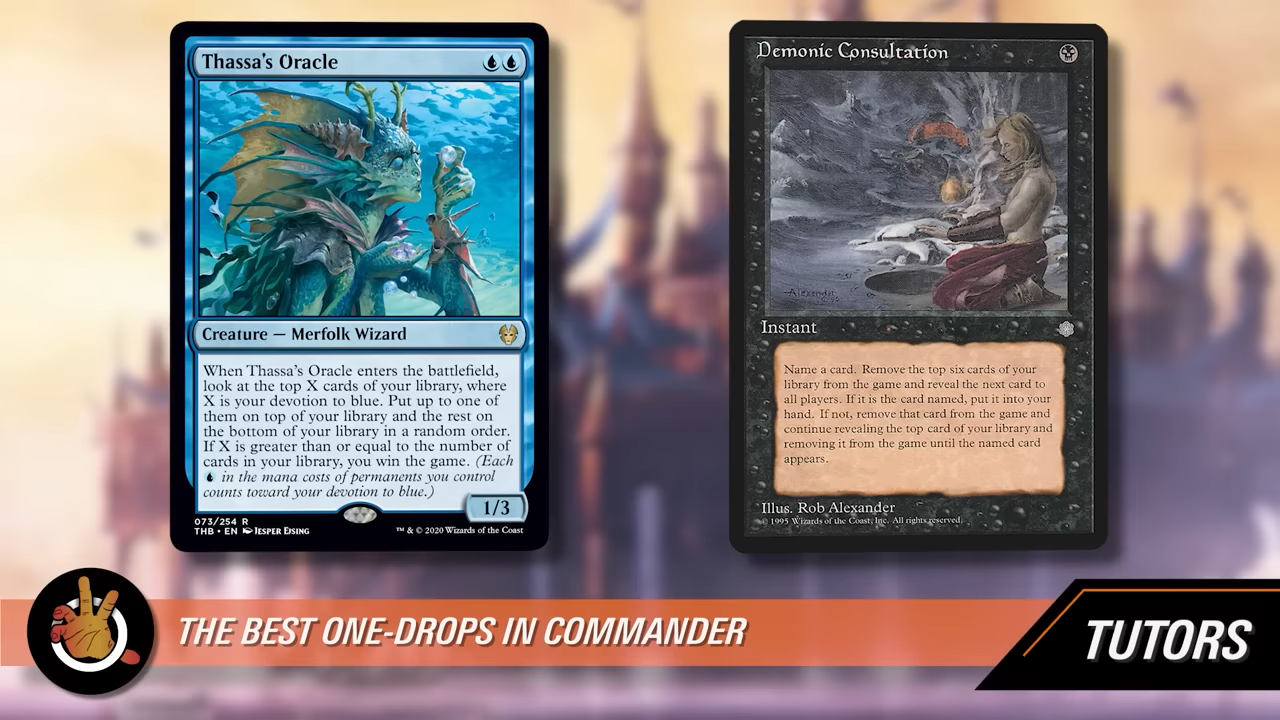 Thassa's Oracle
Creature — Merfolk Wizard
When Thassa's Oracle enters the battlefield,
look at the top X cards of your library, where
X is your devotion to blue. Put up to one of
them on top of your library and the rest on
the bottom of your library in a random order.
If X is greater than or equal to the number of
cards in your library, you win the game. (Each
in the mana costs of permanents you control
counts toward your devotion to blue.)
1/3
073/254 R
THB • EN JESPER EJSING
™ & © 2020 Wizards of the Coast
Demonic Consultation
Instant
Name a card. Remove the top six cards of your
library from the game and reveal the next card to
all players. If it is the card named, put it into your
hand. If not, remove that card from the game and
continue revealing the top card of your library and
removing it from the game until the named card
appears.
Illus. Rob Alexander
© 1995 Wizards of the Coast, Inc. All rights reserved.
THE BEST ONE-DROPS IN COMMANDER
TUTORS